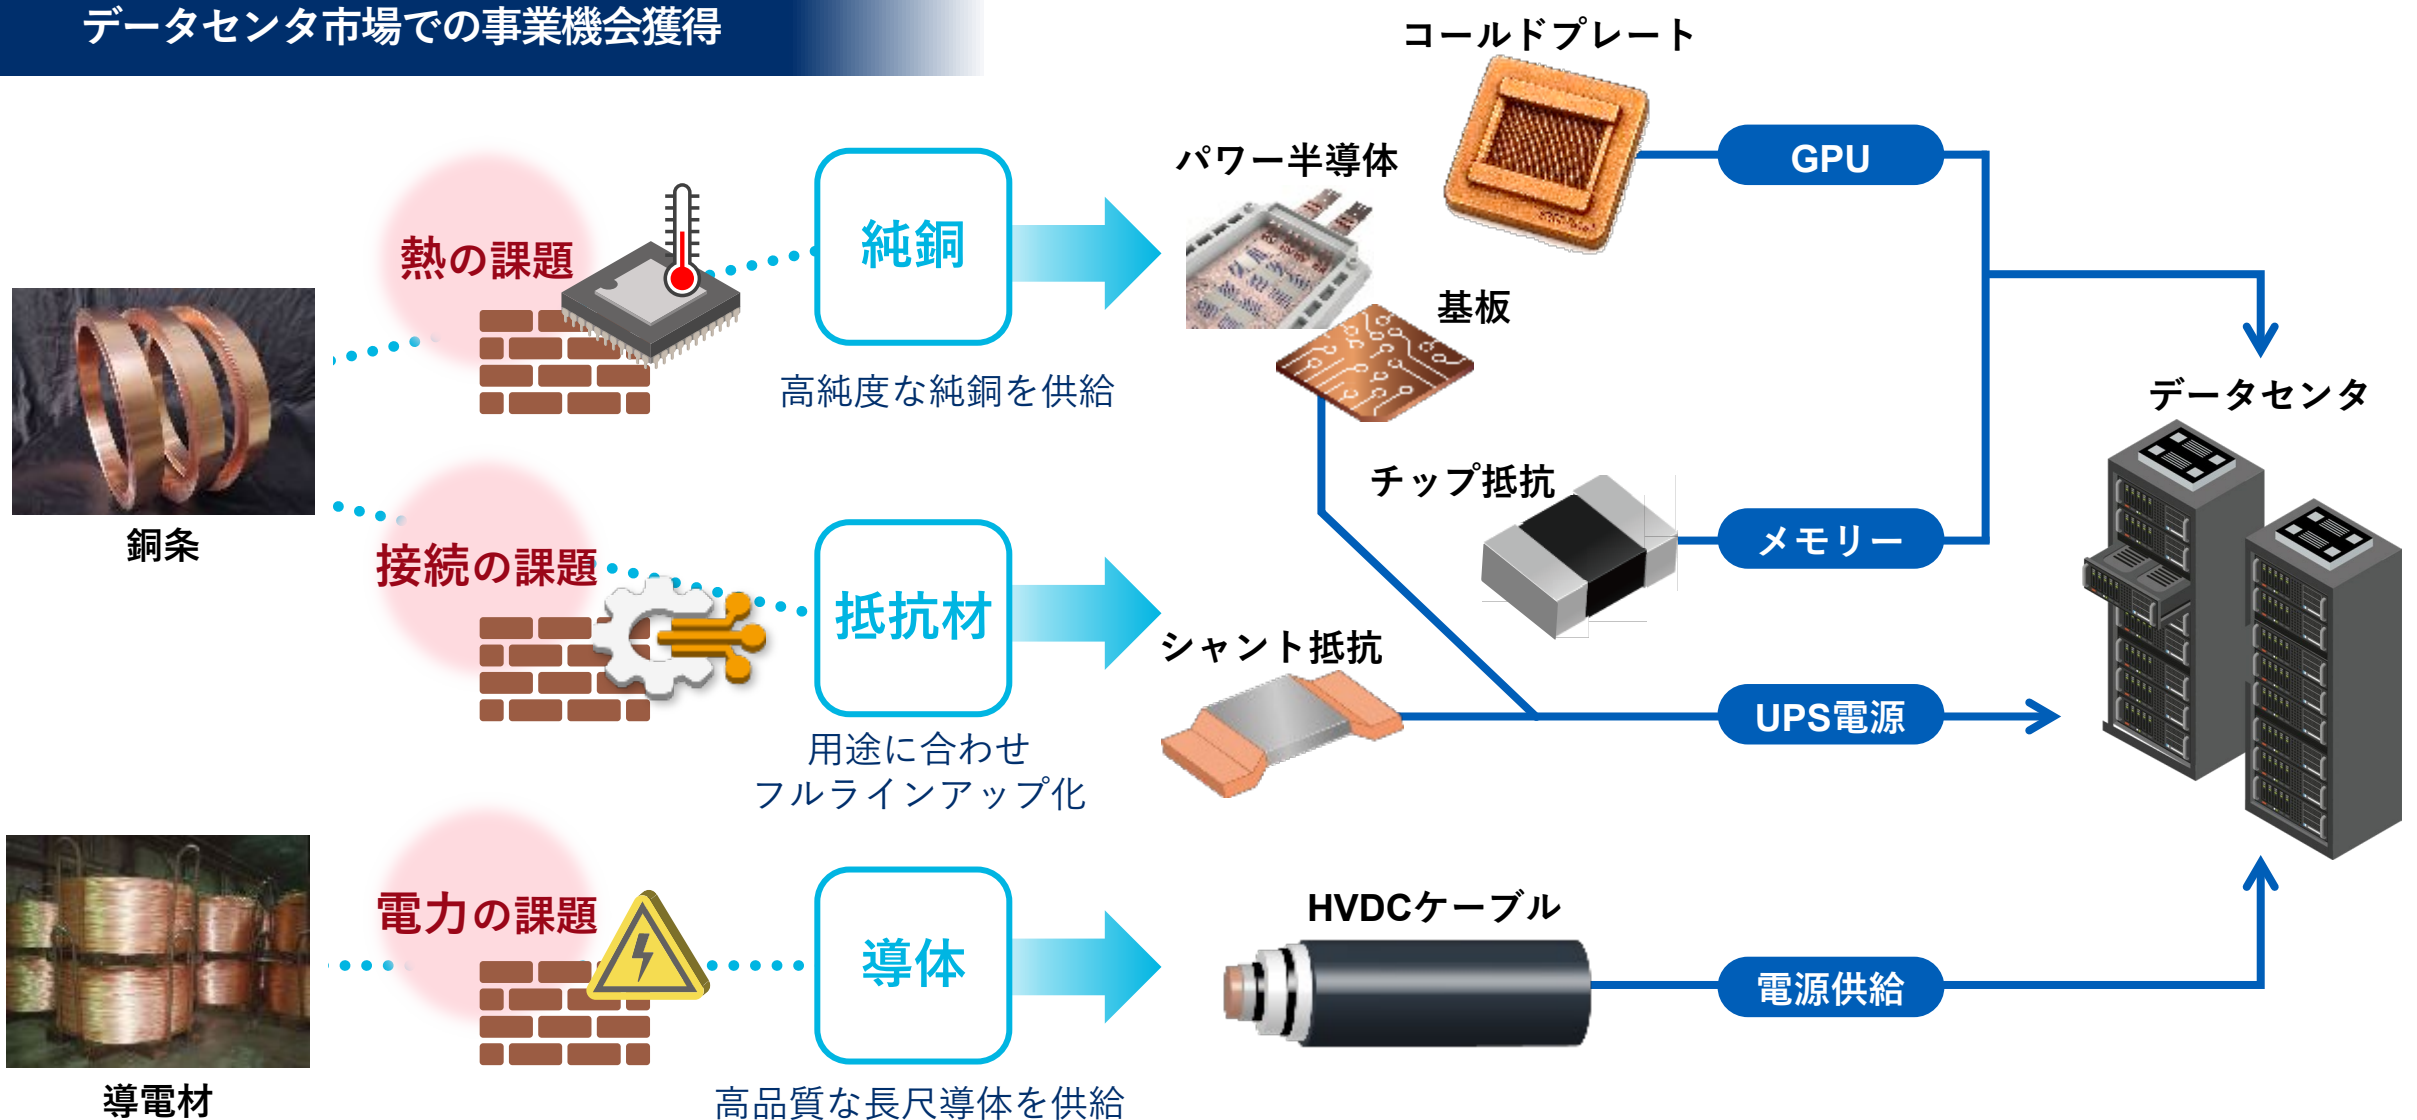 データセンタ市場での事業機会獲得
コールドプレート
GPU
パワー半導体
熱の課題
純銅
高純度な純銅を供給
基板
データセンタ
銅条
チップ抵抗
メモリー
接続の課題
抵抗材
用途に合わせ
フルラインアップ化
シャント抵抗
UPS電源
電力の課題
導体
高品質な長尺導体を供給
HVDCケーブル
電源供給
導電材